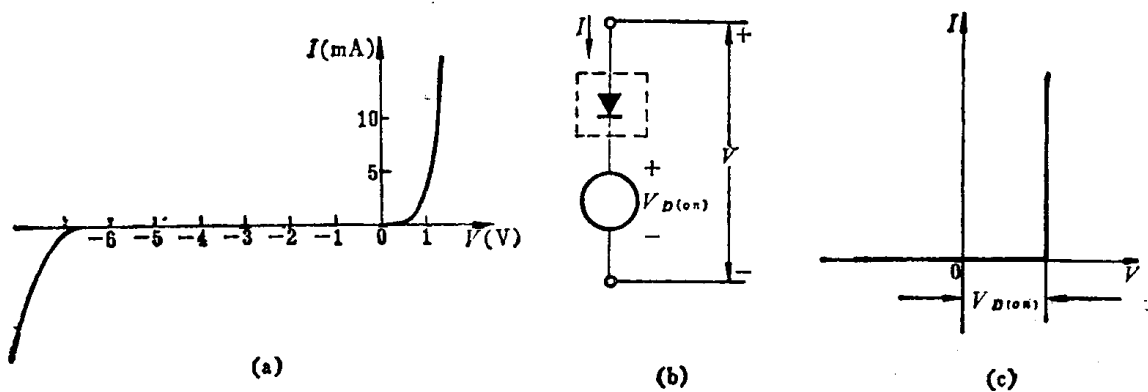 I(mA)
10
5
-6 -5 -4 -3 -2 -1 0 1 V(V)
(a)
I
+
+
V_D(on)
-
V
-
(b)
I
0
V
V_D(on)
(c)